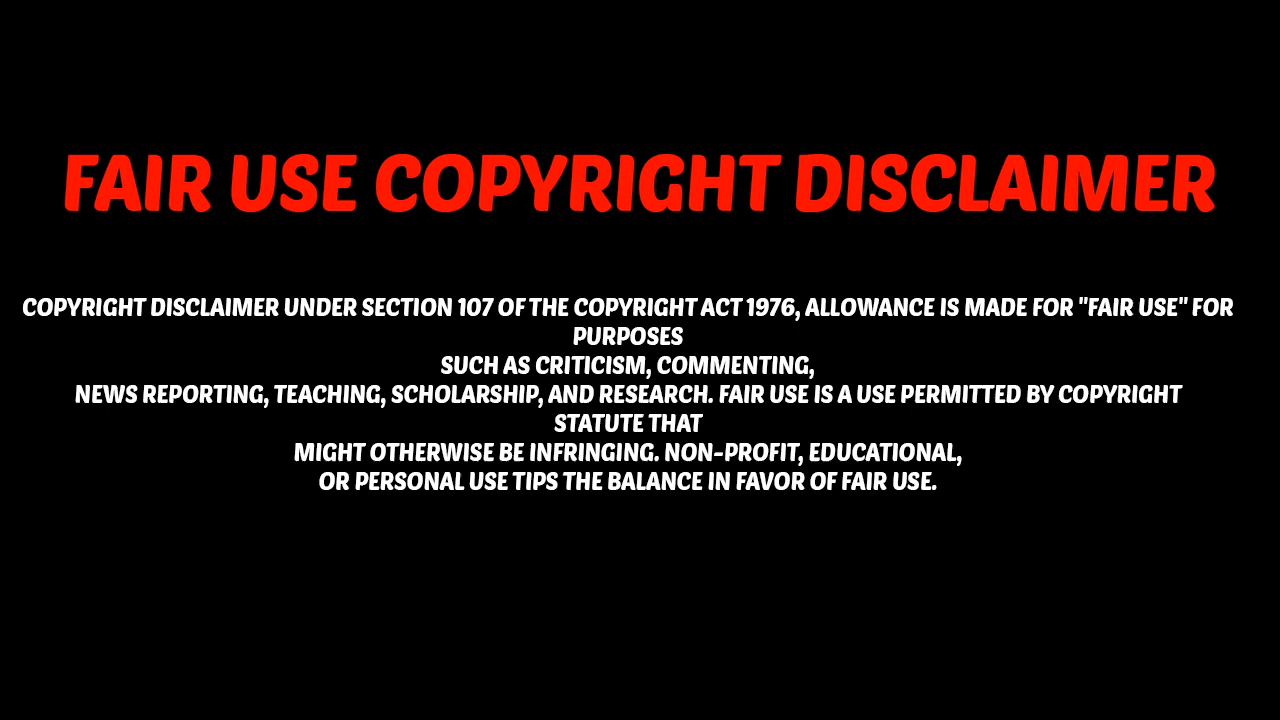 FAIR USE COPYRIGHT DISCLAIMER
COPYRIGHT DISCLAIMER UNDER SECTION 107 OF THE COPYRIGHT ACT 1976, ALLOWANCE IS MADE FOR "FAIR USE" FOR
PURPOSES
SUCH AS CRITICISM, COMMENTING,
NEWS REPORTING, TEACHING, SCHOLARSHIP, AND RESEARCH. FAIR USE IS A USE PERMITTED BY COPYRIGHT
STATUTE THAT
MIGHT OTHERWISE BE INFRINGING. NON-PROFIT, EDUCATIONAL,
OR PERSONAL USE TIPS THE BALANCE IN FAVOR OF FAIR USE.